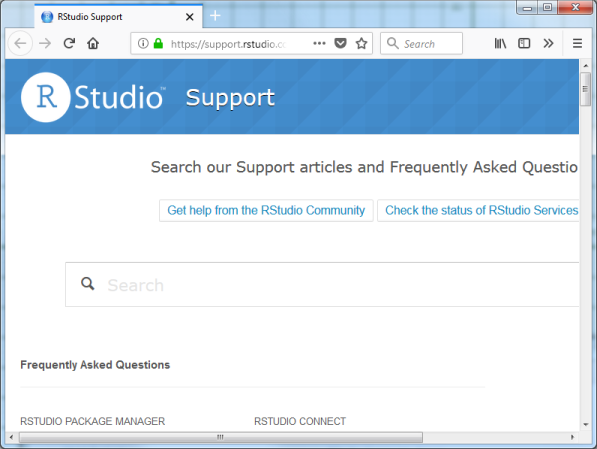 RStudio Support
https://support.rstudio.c
Search
R Studio™ Support
Search our Support articles and Frequently Asked Questio
Get help from the RStudio Community
Check the status of RStudio Services
Search
Frequently Asked Questions
RSTUDIO PACKAGE MANAGER
RSTUDIO CONNECT